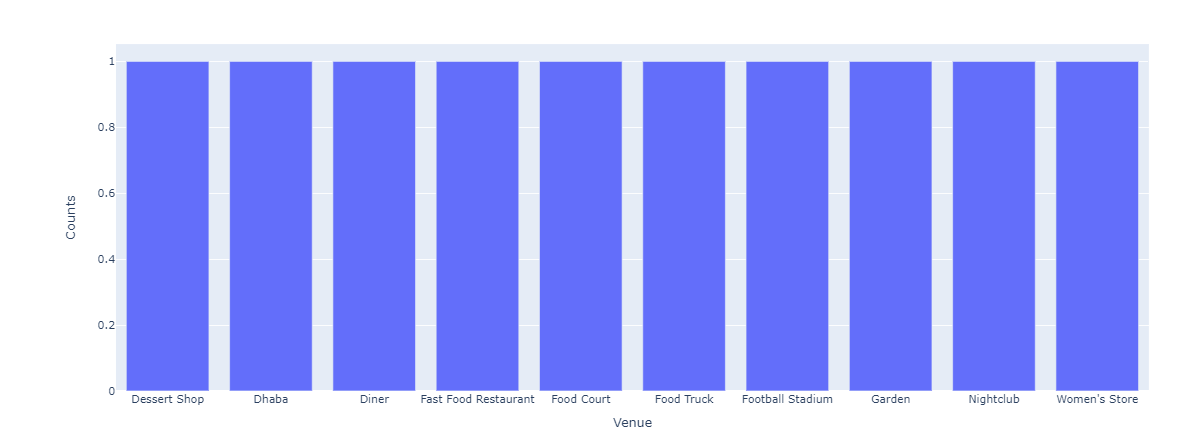 1
0.8
0.6
0.4
0.2
0
Counts
Dessert Shop Dhaba Diner Fast Food Restaurant Food Court Food Truck Football Stadium Garden Nightclub Women's Store
Venue